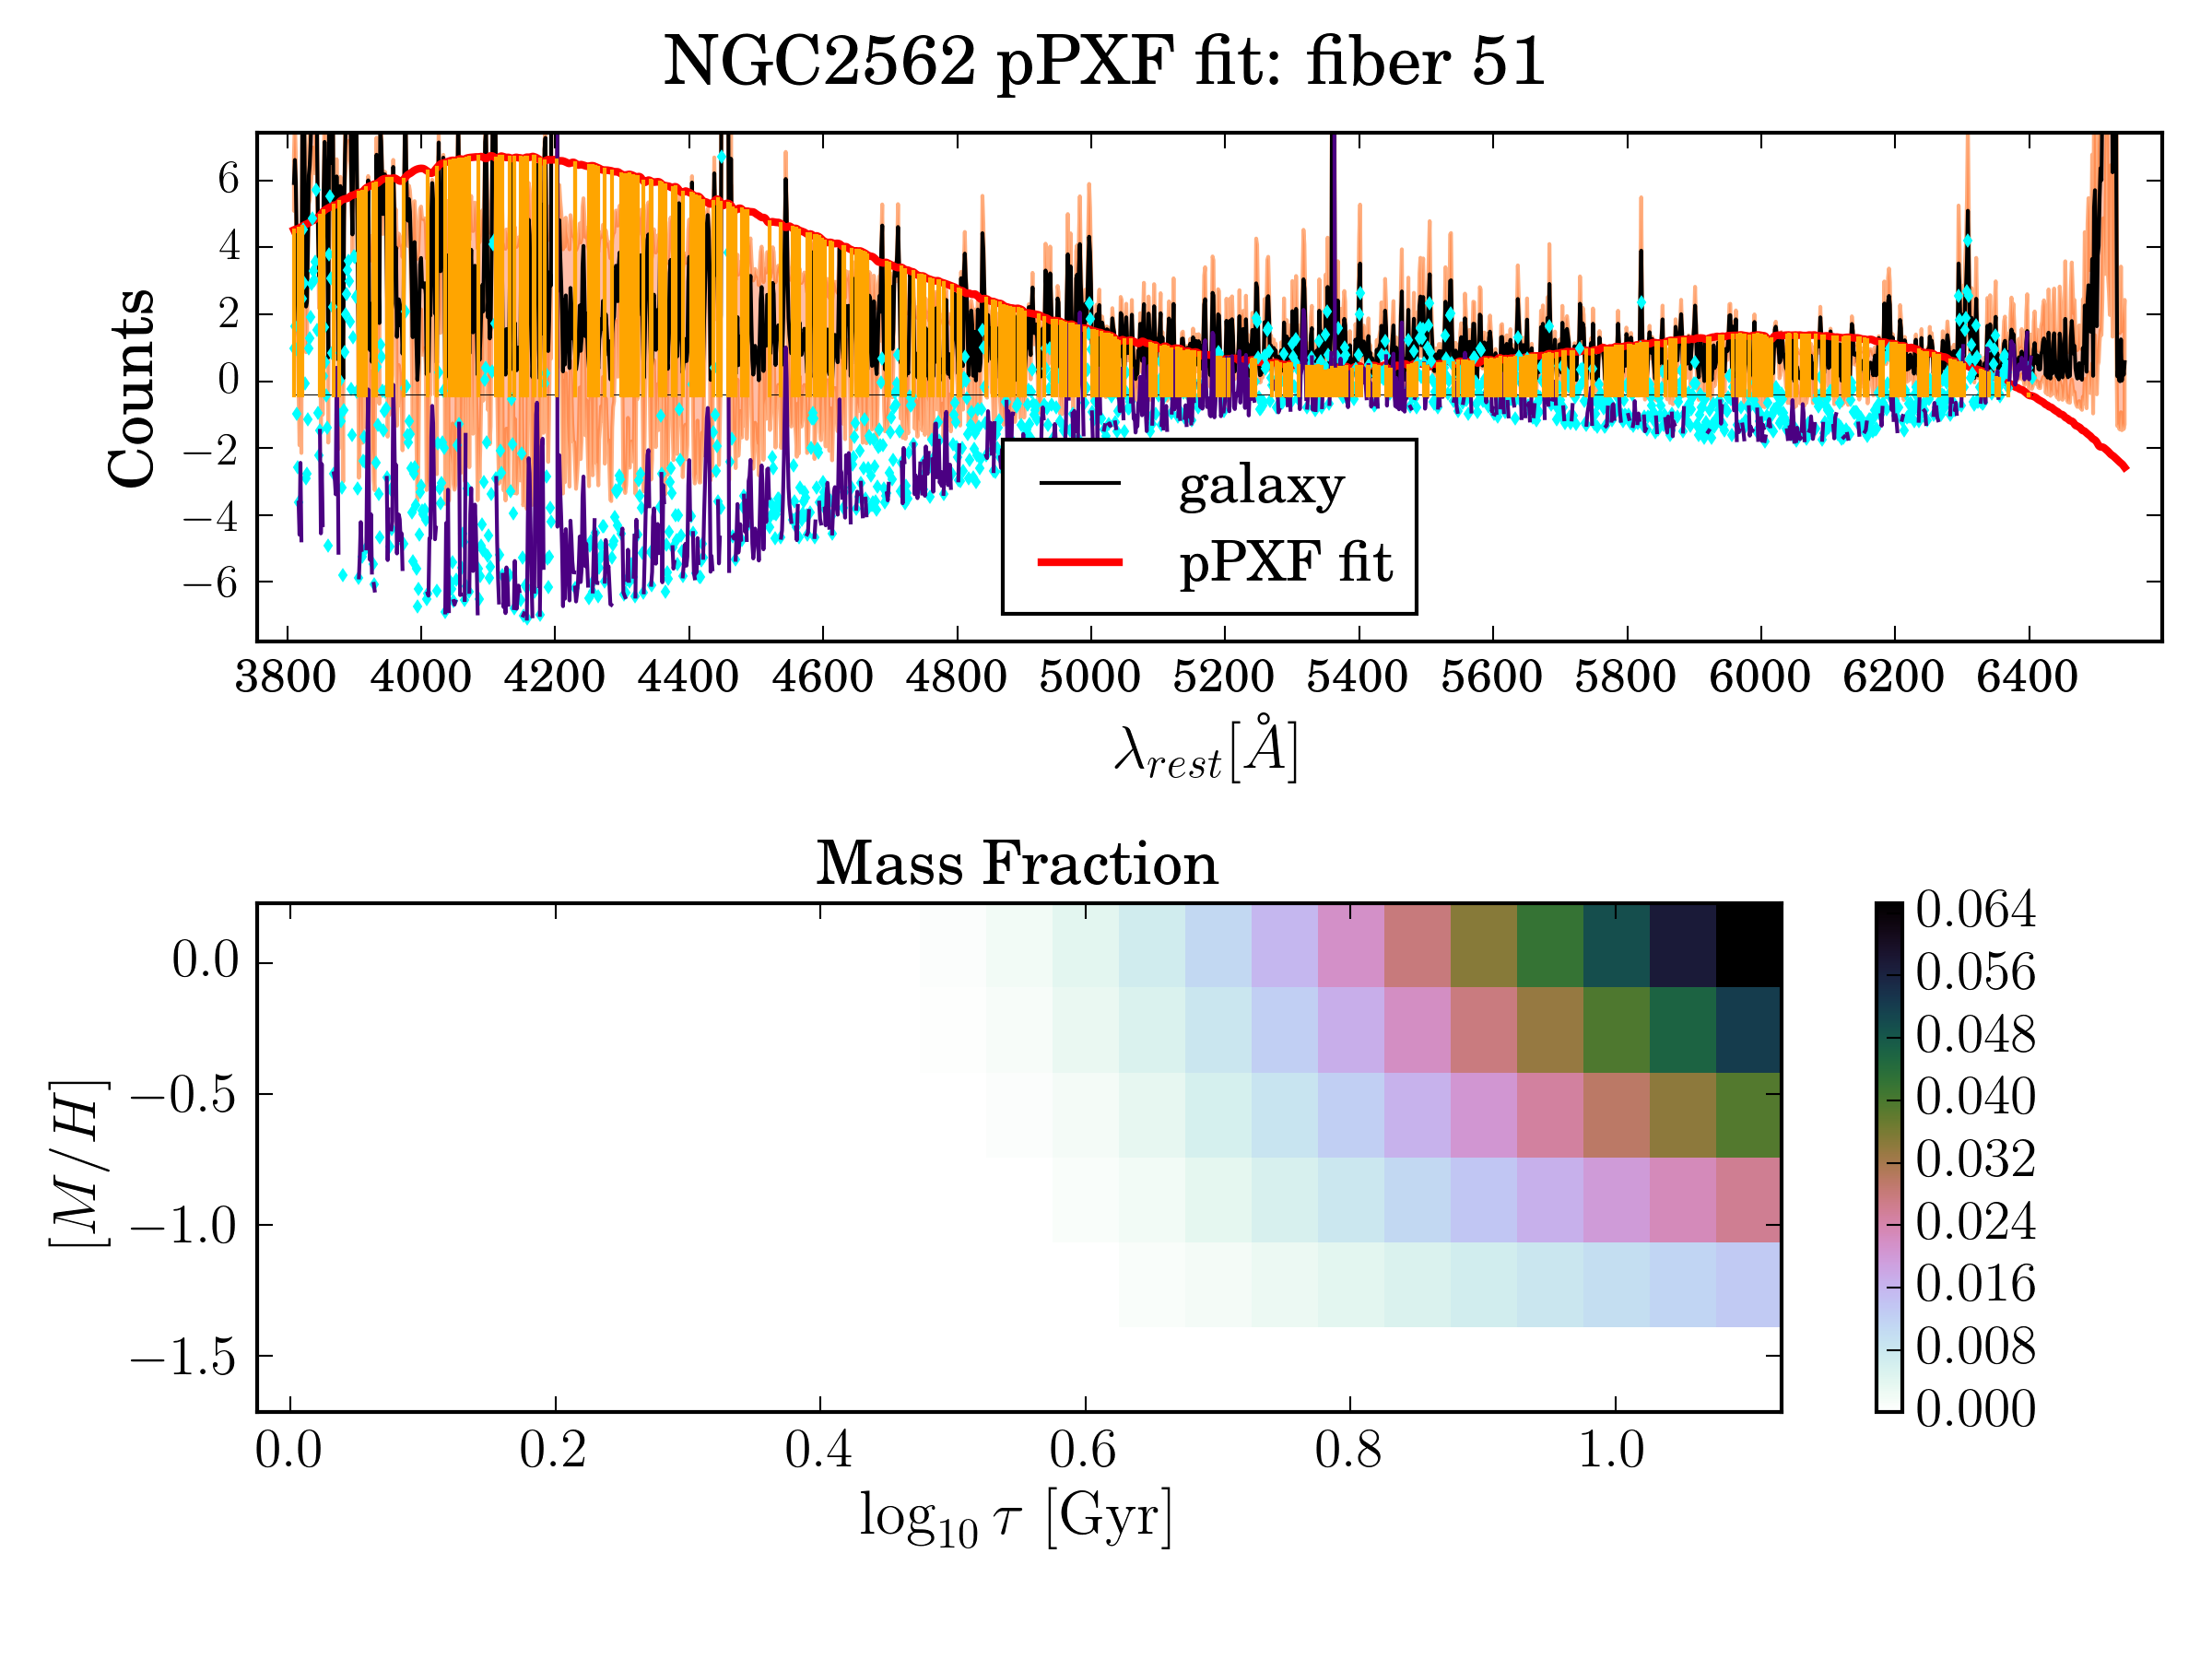 NGC2562 pPXF fit: fiber 51
6
4
2
0
−2
−4
−6
Counts
galaxy
pPXF fit
3800 4000 4200 4400 4600 4800 5000 5200 5400 5600 5800 6000 6200 6400
λrest[Å]
Mass Fraction
0.0
−0.5
−1.0
−1.5
[M/H]
0.0 0.2 0.4 0.6 0.8 1.0
log10 τ [Gyr]
0.064
0.056
0.048
0.040
0.032
0.024
0.016
0.008
0.000